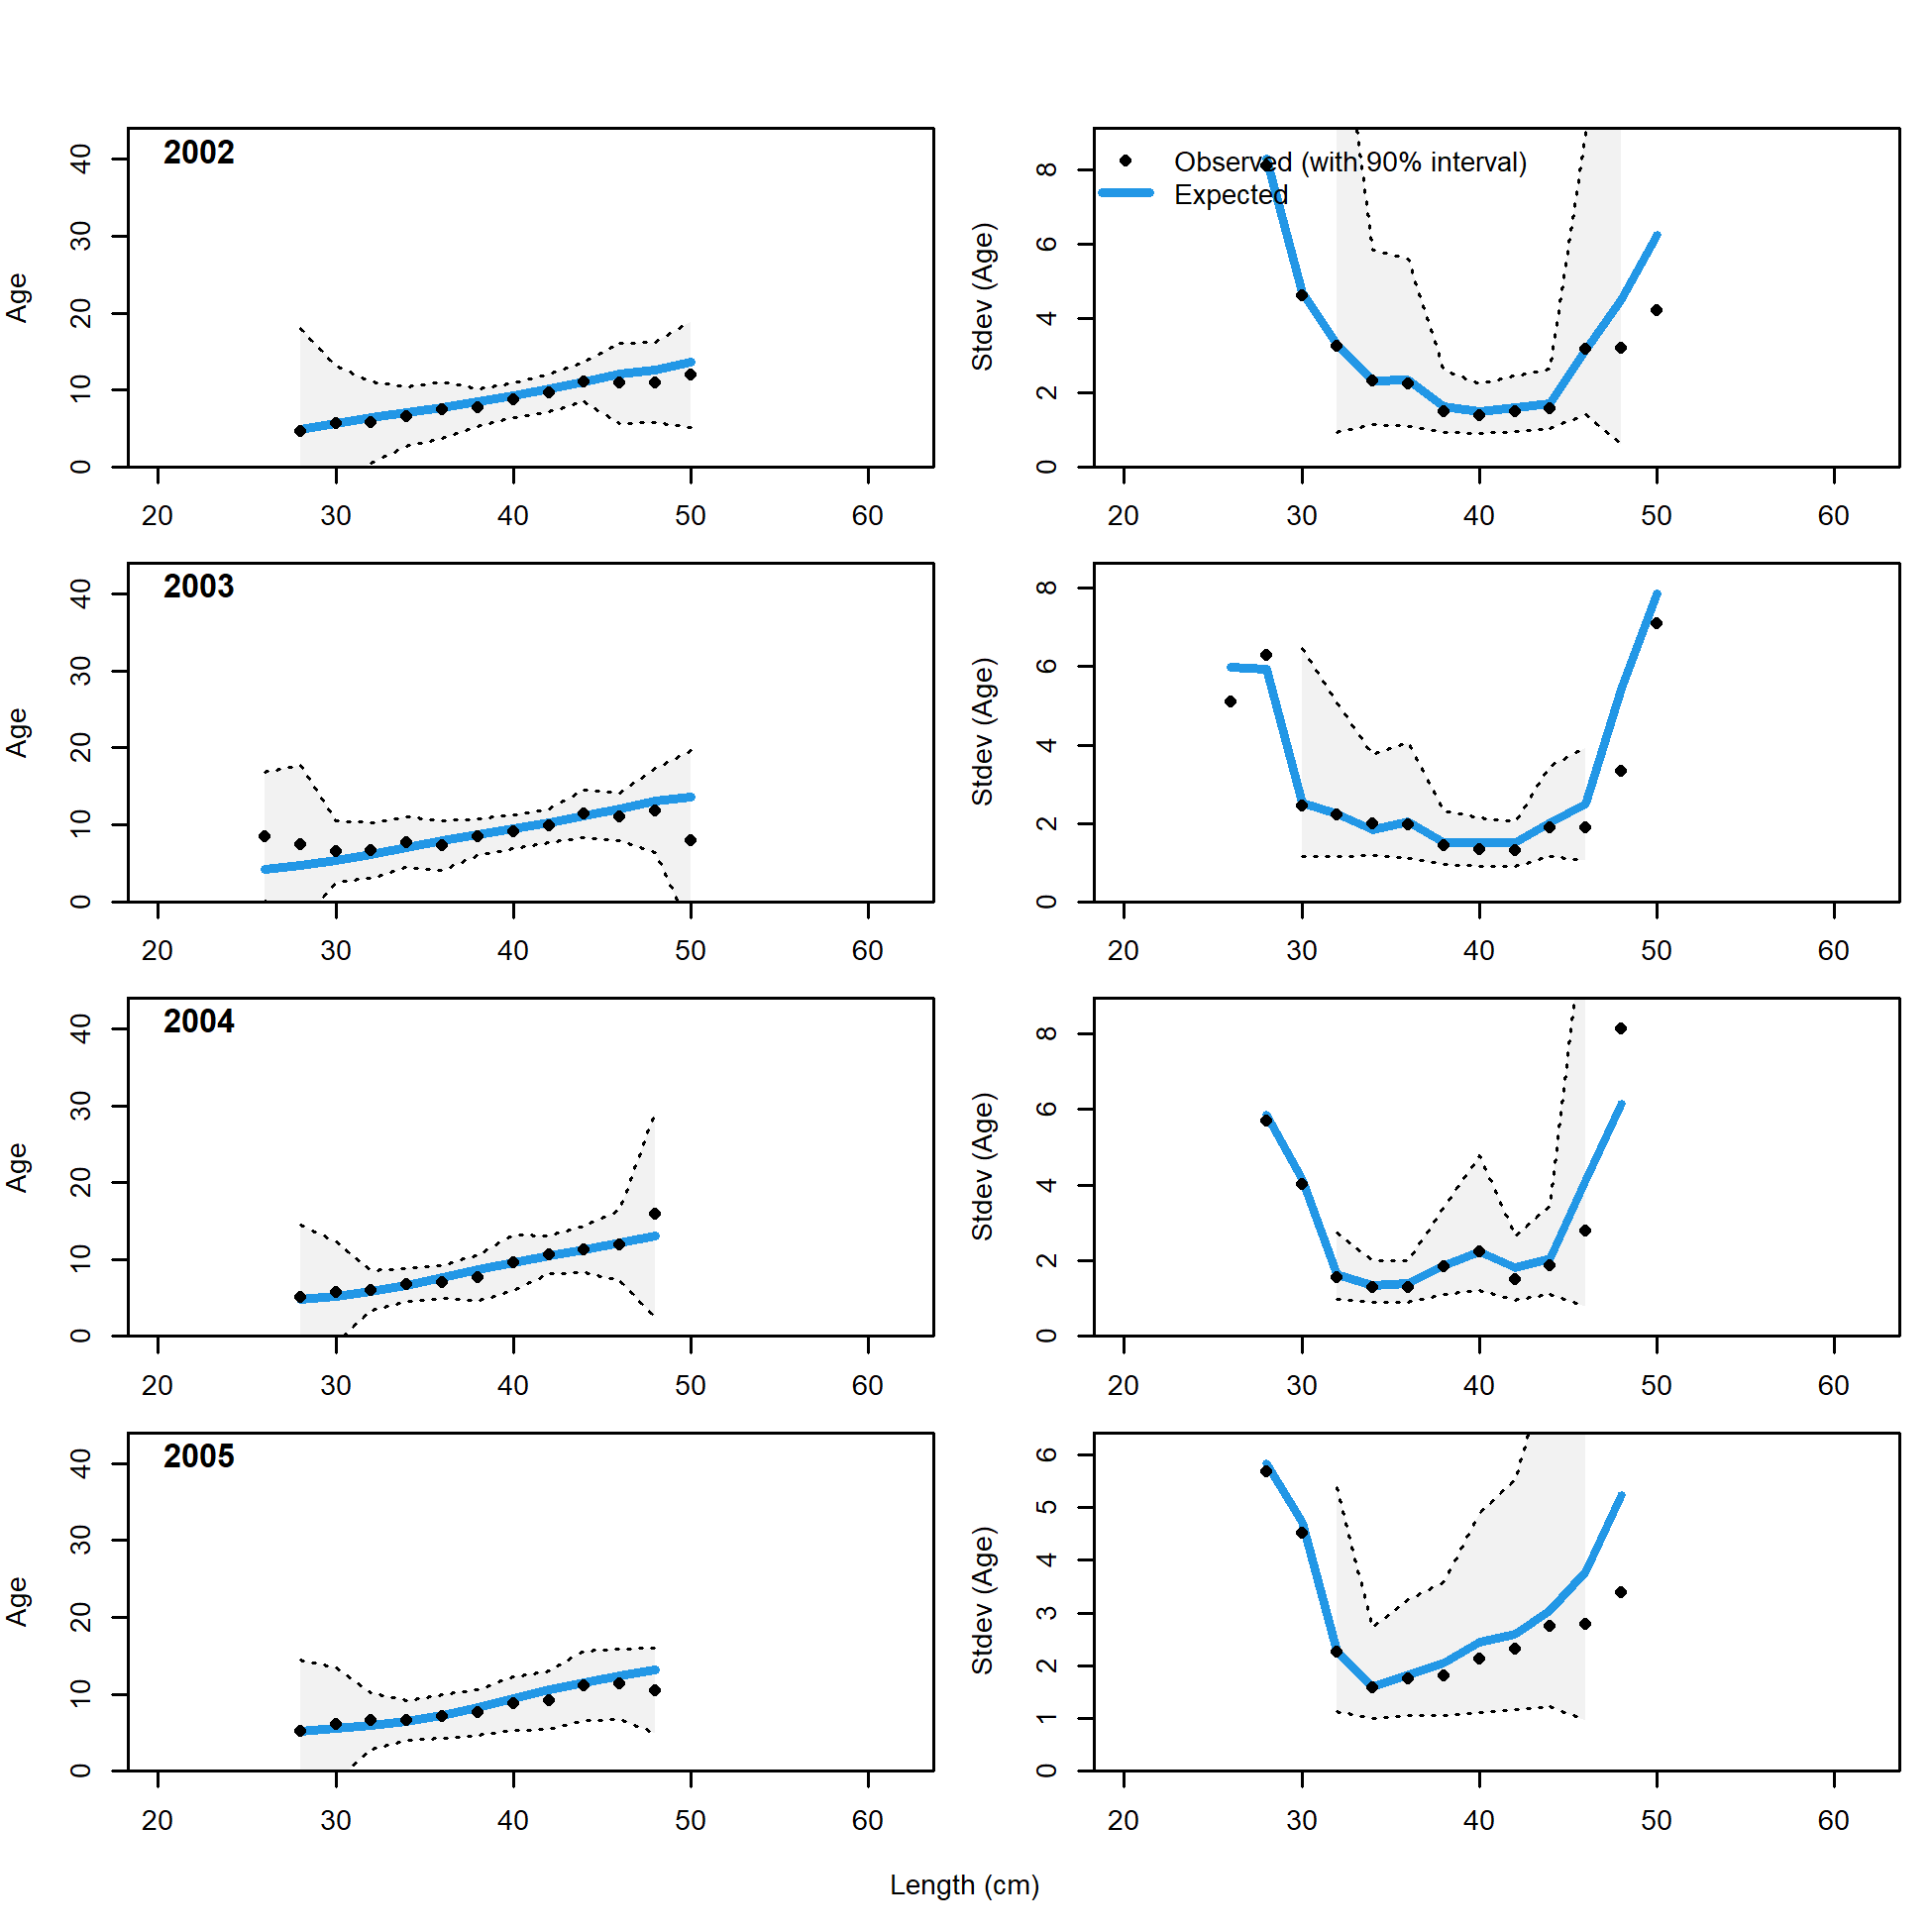 2002
Age
0 10 20 30 40
20 30 40 50 60
Observed (with 90% interval)
Expected
Stdev (Age)
0 2 4 6 8
20 30 40 50 60
2003
Age
0 10 20 30 40
20 30 40 50 60
Stdev (Age)
0 2 4 6 8
20 30 40 50 60
2004
Age
0 10 20 30 40
20 30 40 50 60
Stdev (Age)
0 2 4 6 8
20 30 40 50 60
2005
Age
0 10 20 30 40
20 30 40 50 60
Stdev (Age)
0 1 2 3 4 5 6
20 30 40 50 60
Length (cm)